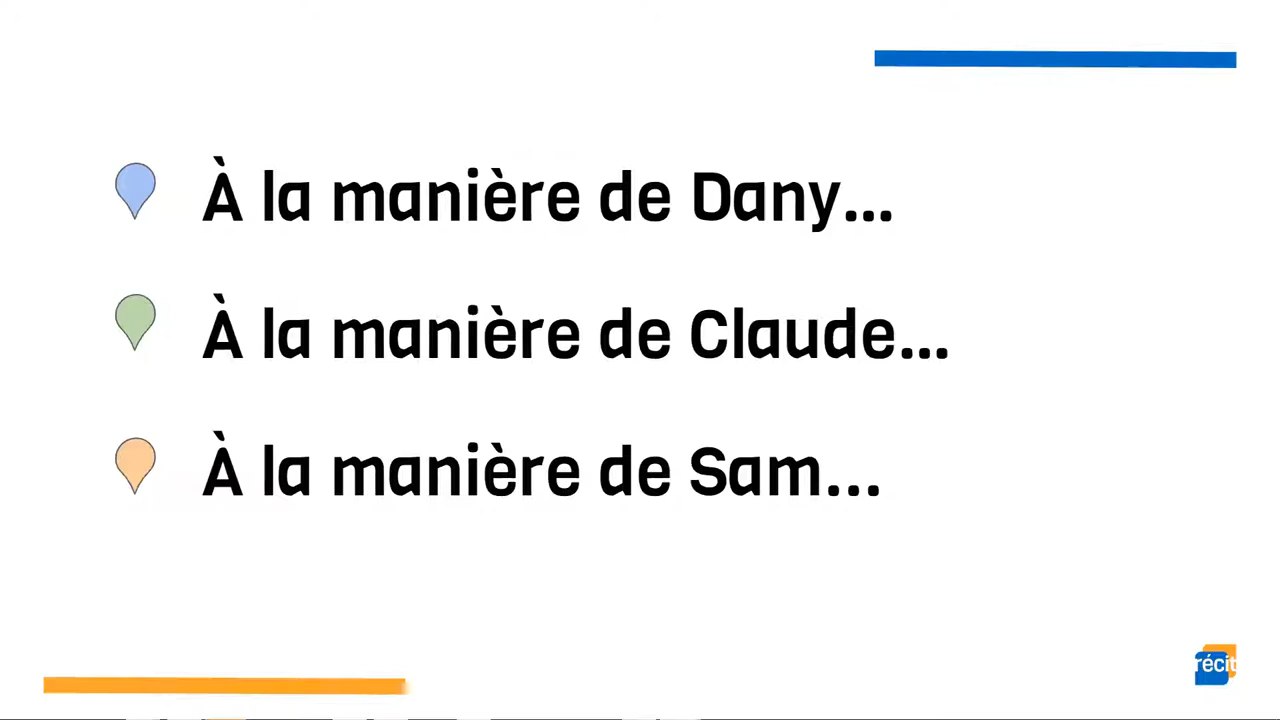 À la manière de Dany...
À la manière de Claude...
À la manière de Sam...
récit